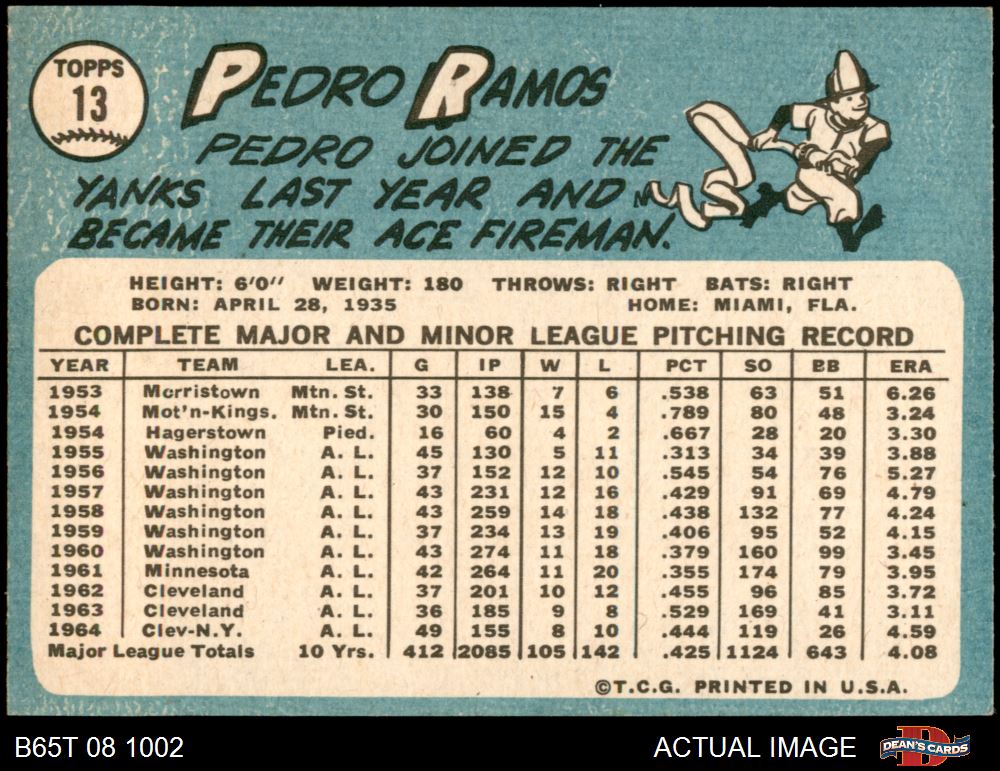 TOPPS
13
PEDRO RAMOS
PEDRO JOINED THE
YANKS LAST YEAR AND
BECAME THEIR ACE FIREMAN.
HEIGHT: 6'0" WEIGHT: 180 THROWS: RIGHT BATS: RIGHT
BORN: APRIL 28, 1935 HOME: MIAMI, FLA.
COMPLETE MAJOR AND MINOR LEAGUE PITCHING RECORD
YEAR TEAM LEA. G IP W L PCT SO BB ERA
1953 Morristown Mtn. St. 33 138 7 6 .538 63 51 6.26
1954 Mot'n-Kings. Mtn. St. 30 150 15 4 .789 80 48 3.24
1954 Hagerstown Pied. 16 60 4 2 .667 28 20 3.30
1955 Washington A. L. 45 130 5 11 .313 34 39 3.88
1956 Washington A. L. 37 152 12 10 .545 54 76 5.27
1957 Washington A. L. 43 231 12 16 .429 91 69 4.79
1958 Washington A. L. 43 259 14 18 .438 132 77 4.24
1959 Washington A. L. 37 234 13 19 .406 95 52 4.15
1960 Washington A. L. 43 274 11 18 .379 160 99 3.45
1961 Minnesota A. L. 42 264 11 20 .355 174 79 3.95
1962 Cleveland A. L. 37 201 10 12 .455 96 85 3.72
1963 Cleveland A. L. 36 185 9 8 .529 169 41 3.11
1964 Clev-N.Y. A. L. 49 155 8 10 .444 119 26 4.59
Major League Totals 10 Yrs. 412 2085 105 142 .425 1124 643 4.08
©T.C.G. PRINTED IN U.S.A.
B65T 08 1002 ACTUAL IMAGE DEAN'S CARDS